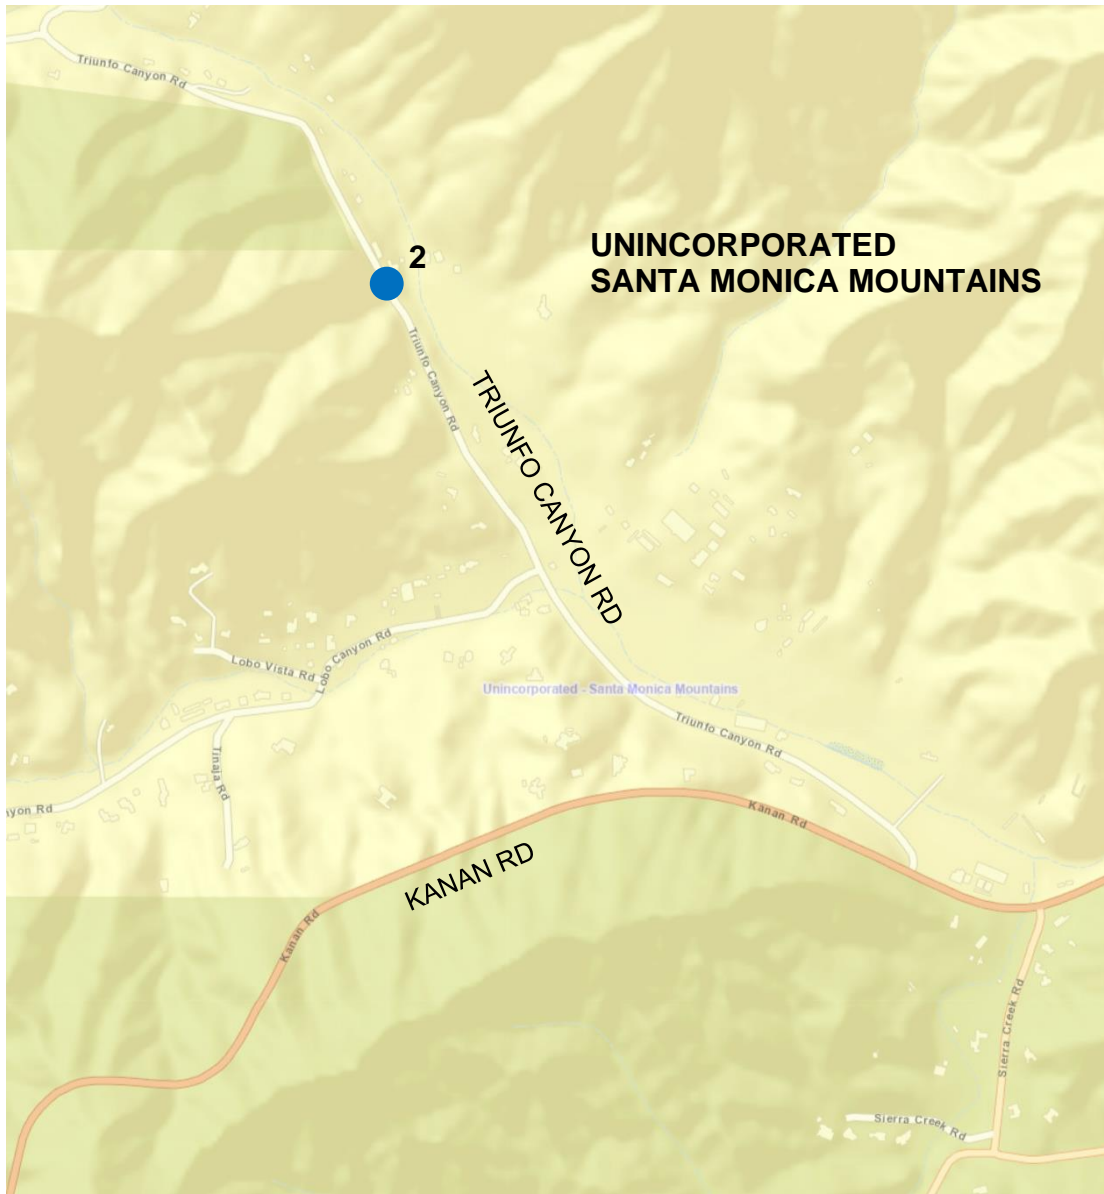 Triunfo Canyon Rd
UNINCORPORATED
SANTA MONICA MOUNTAINS
2
Triunfo Canyon Rd
TRIUNFO CANYON RD
Lobo Canyon Rd
Lobo Vista Rd
Unincorporated - Santa Monica Mountains
Triunfo Canyon Rd
Tinaja Rd
nyon Rd
Kanan Rd
KANAN RD
Kanan Rd
Sierra Creek Rd
Sierra Creek Rd